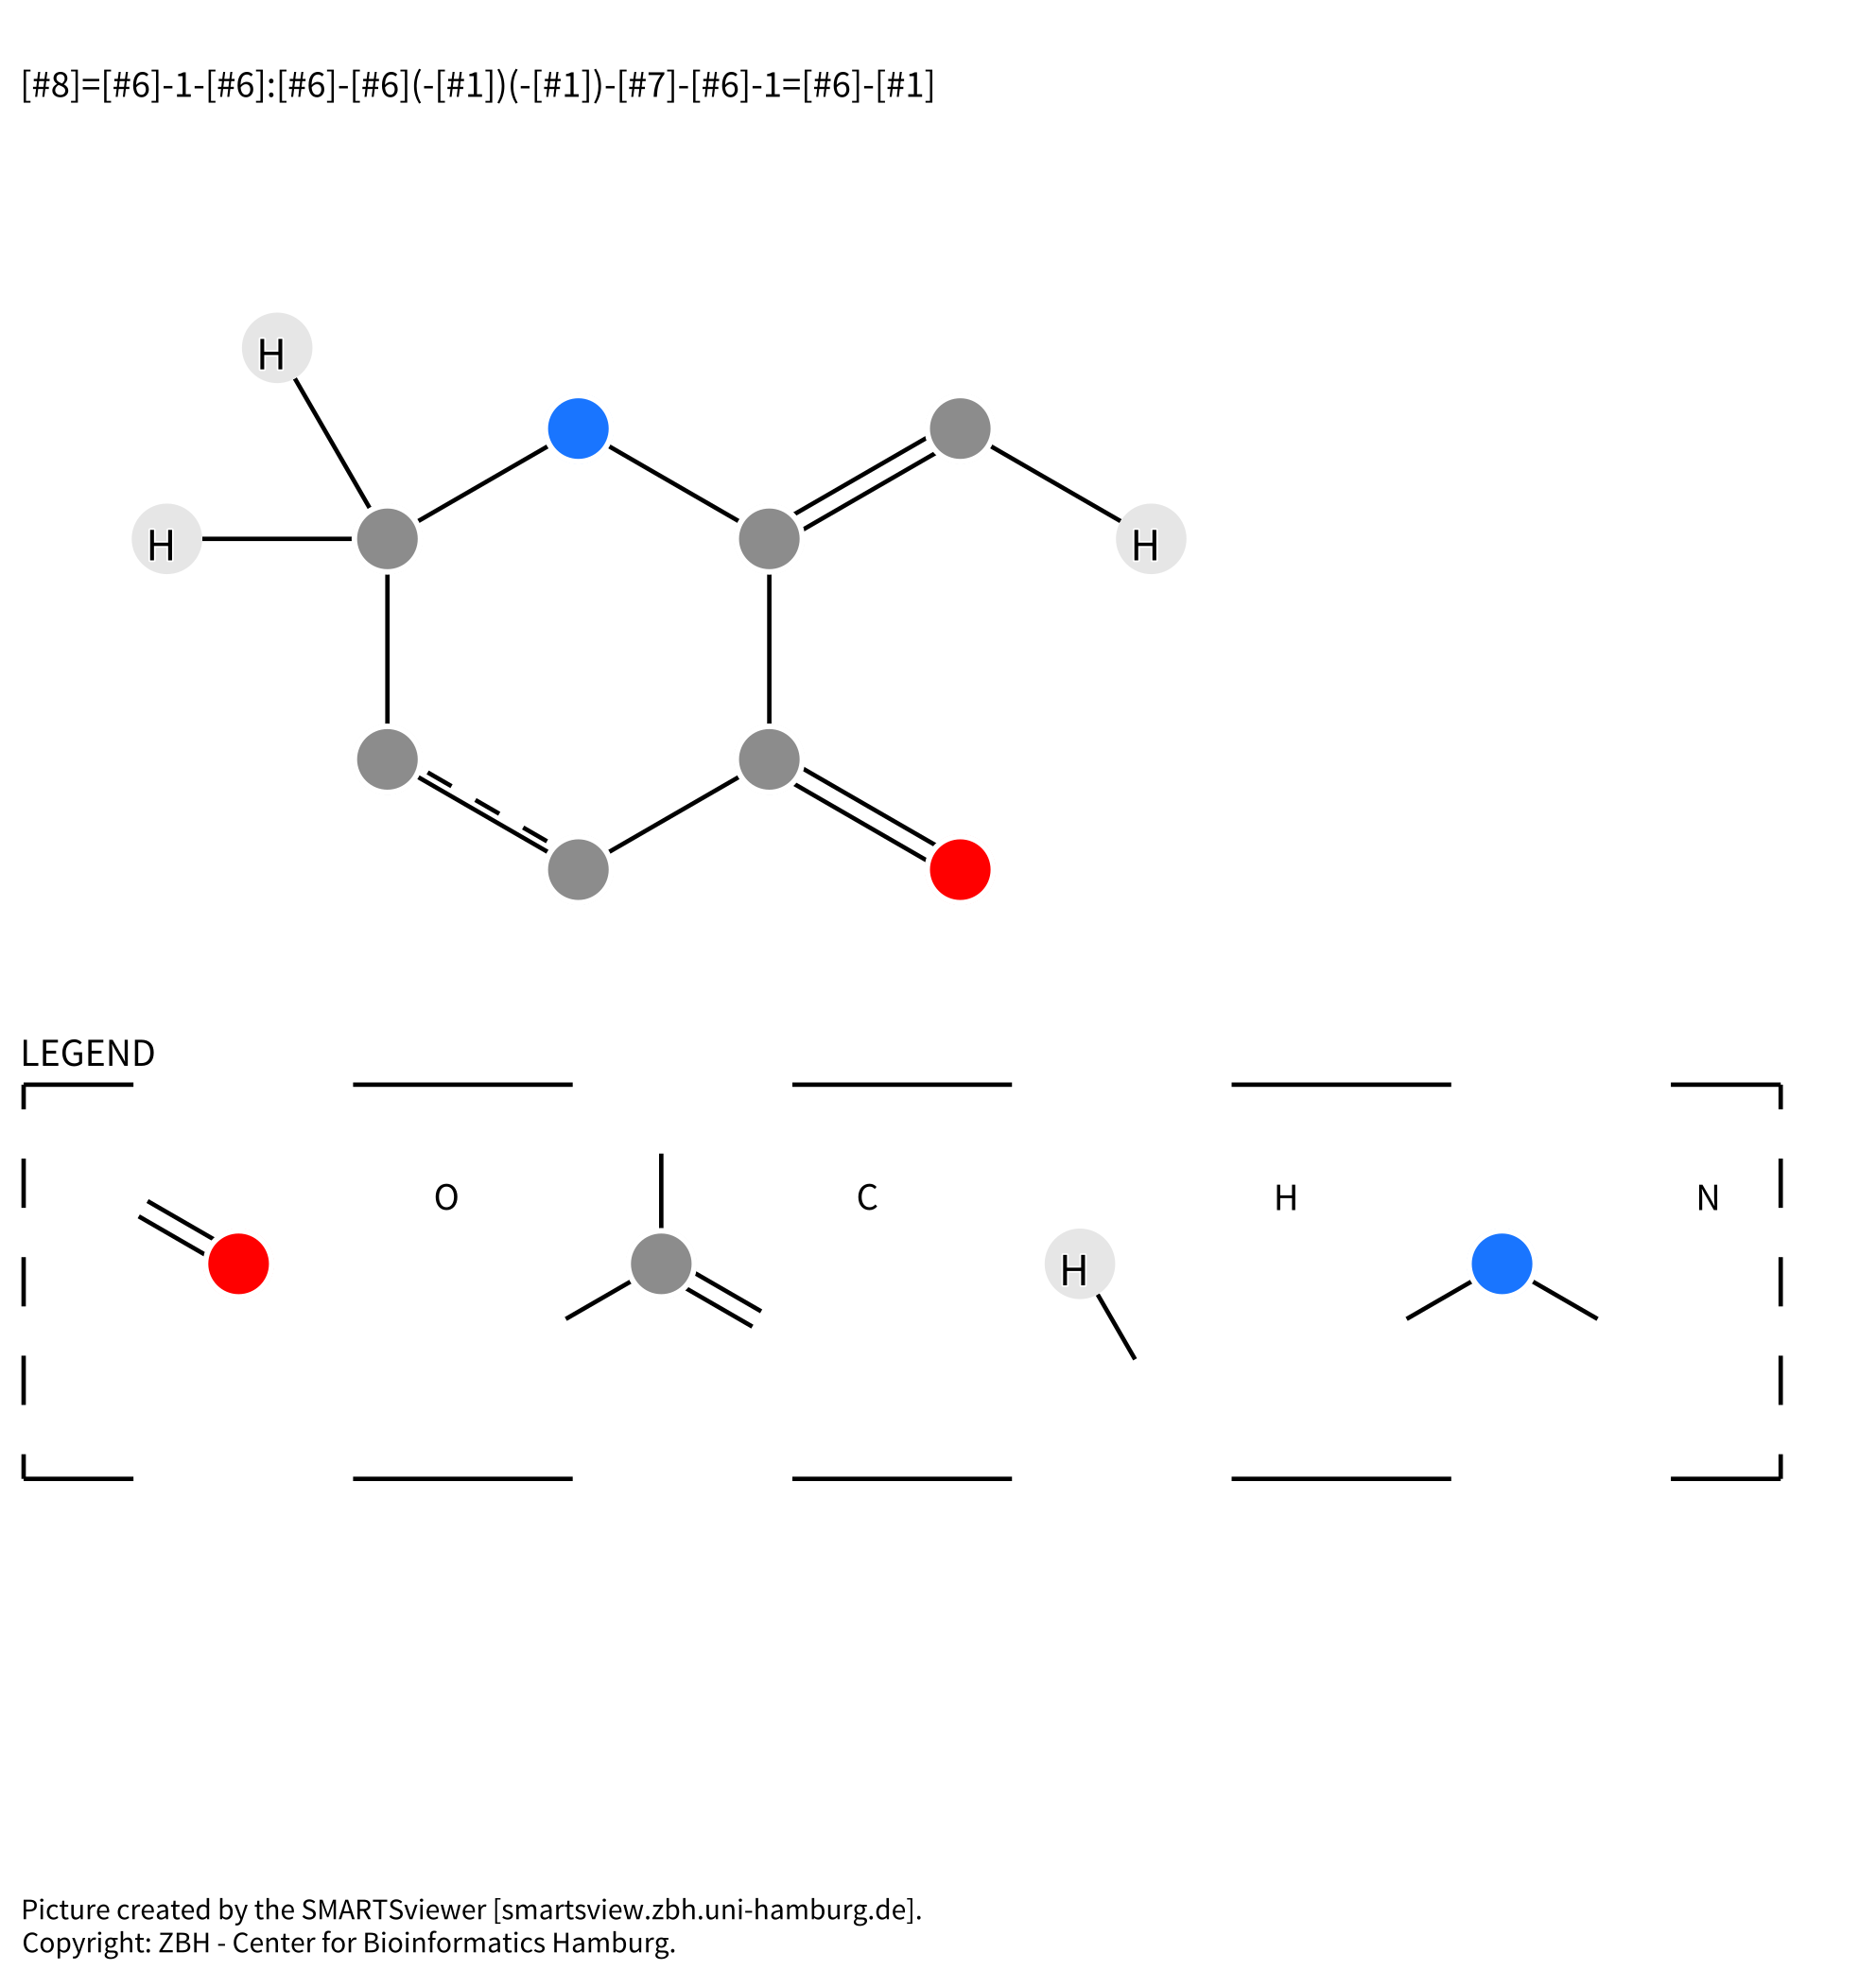 [#8]=[#6]-1-[#6]:[#6]-[#6](-[#1])(-[#1])-[#7]-[#6]-1=[#6]-[#1]
H
H
H
LEGEND
O C H N
H
Picture created by the SMARTSviewer [smartsview.zbh.uni-hamburg.de].
Copyright: ZBH - Center for Bioinformatics Hamburg.